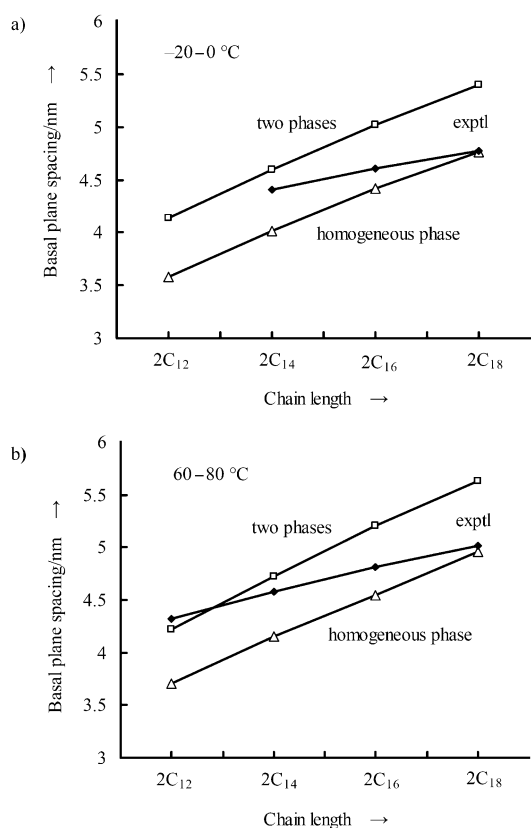 a)
6
–20–0 °C
5.5
two phases
exptl
5
4.5
4
homogeneous phase
3.5
3
Basal plane spacing/nm →
2C₁₂ 2C₁₄ 2C₁₆ 2C₁₈
Chain length →
b)
6
60–80 °C
5.5
two phases
exptl
5
4.5
4
homogeneous phase
3.5
3
Basal plane spacing/nm →
2C₁₂ 2C₁₄ 2C₁₆ 2C₁₈
Chain length →